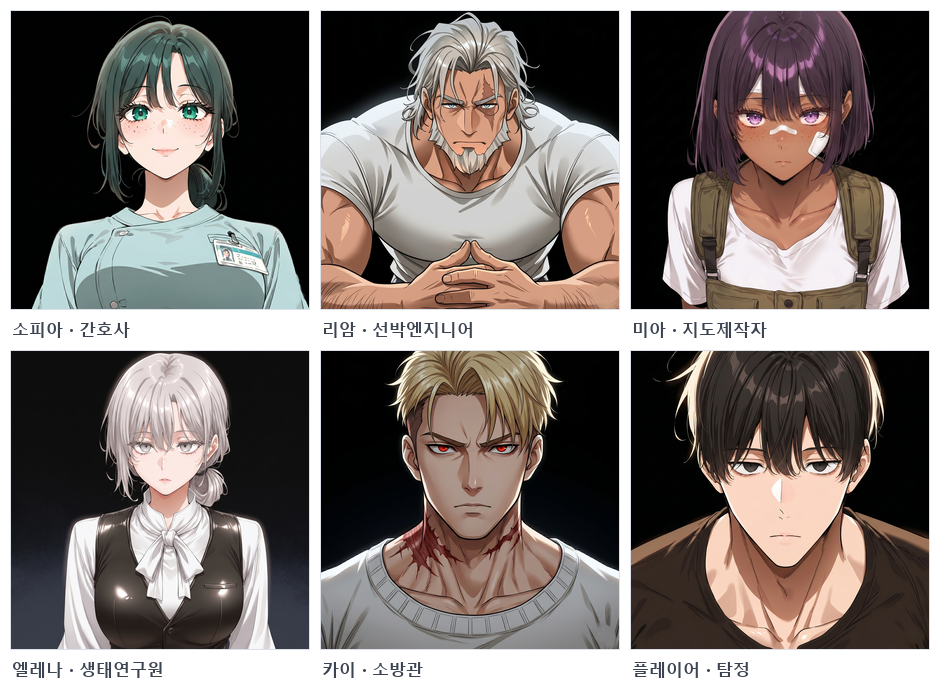 소피아 · 간호사
리암 · 선박엔지니어
미아 · 지도제작자
엘레나 · 생태연구원
카이 · 소방관
플레이어 · 탐정